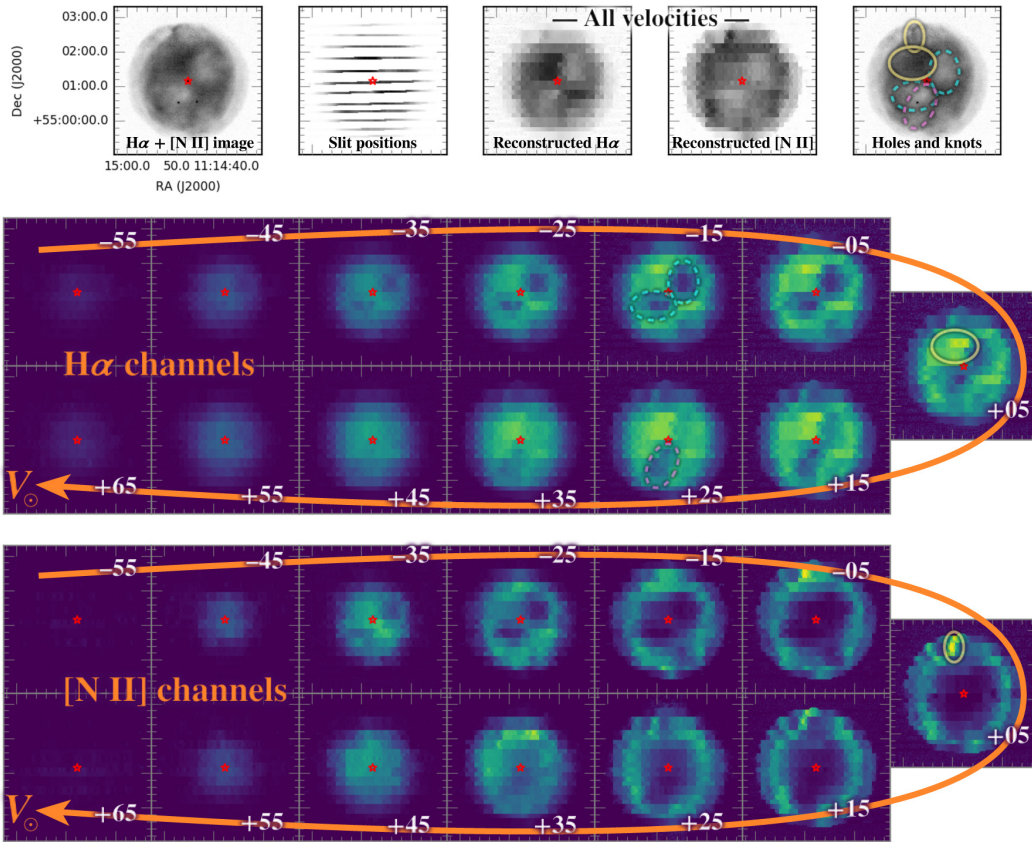 — All velocities —
Dec (J2000)
03:00.0
02:00.0
01:00.0
+55:00:00.0
Hα + [N II] image
Slit positions
Reconstructed Hα
Reconstructed [N II]
Holes and knots
15:00.0 50.0 11:14:40.0
RA (J2000)
−55 −45 −35 −25 −15 −05
Hα channels
+05
V☉ +65 +55 +45 +35 +25 +15
−55 −45 −35 −25 −15 −05
[N II] channels
+05
V☉ +65 +55 +45 +35 +25 +15